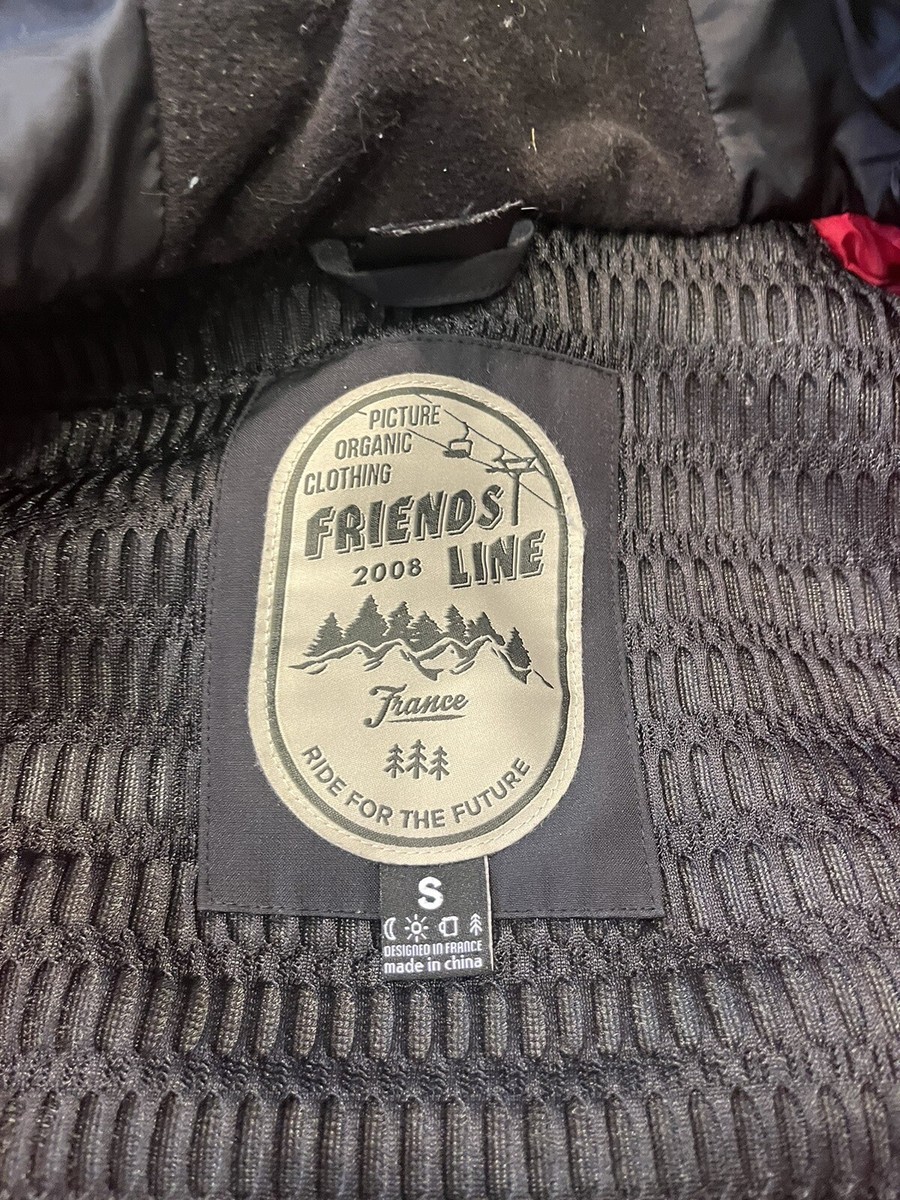 PICTURE
ORGANIC
CLOTHING
FRIENDS
2008 LINE
France
RIDE FOR THE FUTURE
S
DESIGNED IN FRANCE
made in china